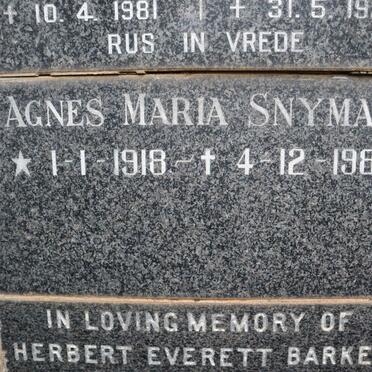 + 10. 4. 1981 + 31. 5. 19
RUS IN VREDE
AGNES MARIA SNYMA
★ 1-1-1918 ~ ✝ 4-12-198
IN LOVING MEMORY OF
HERBERT EVERETT BARKE